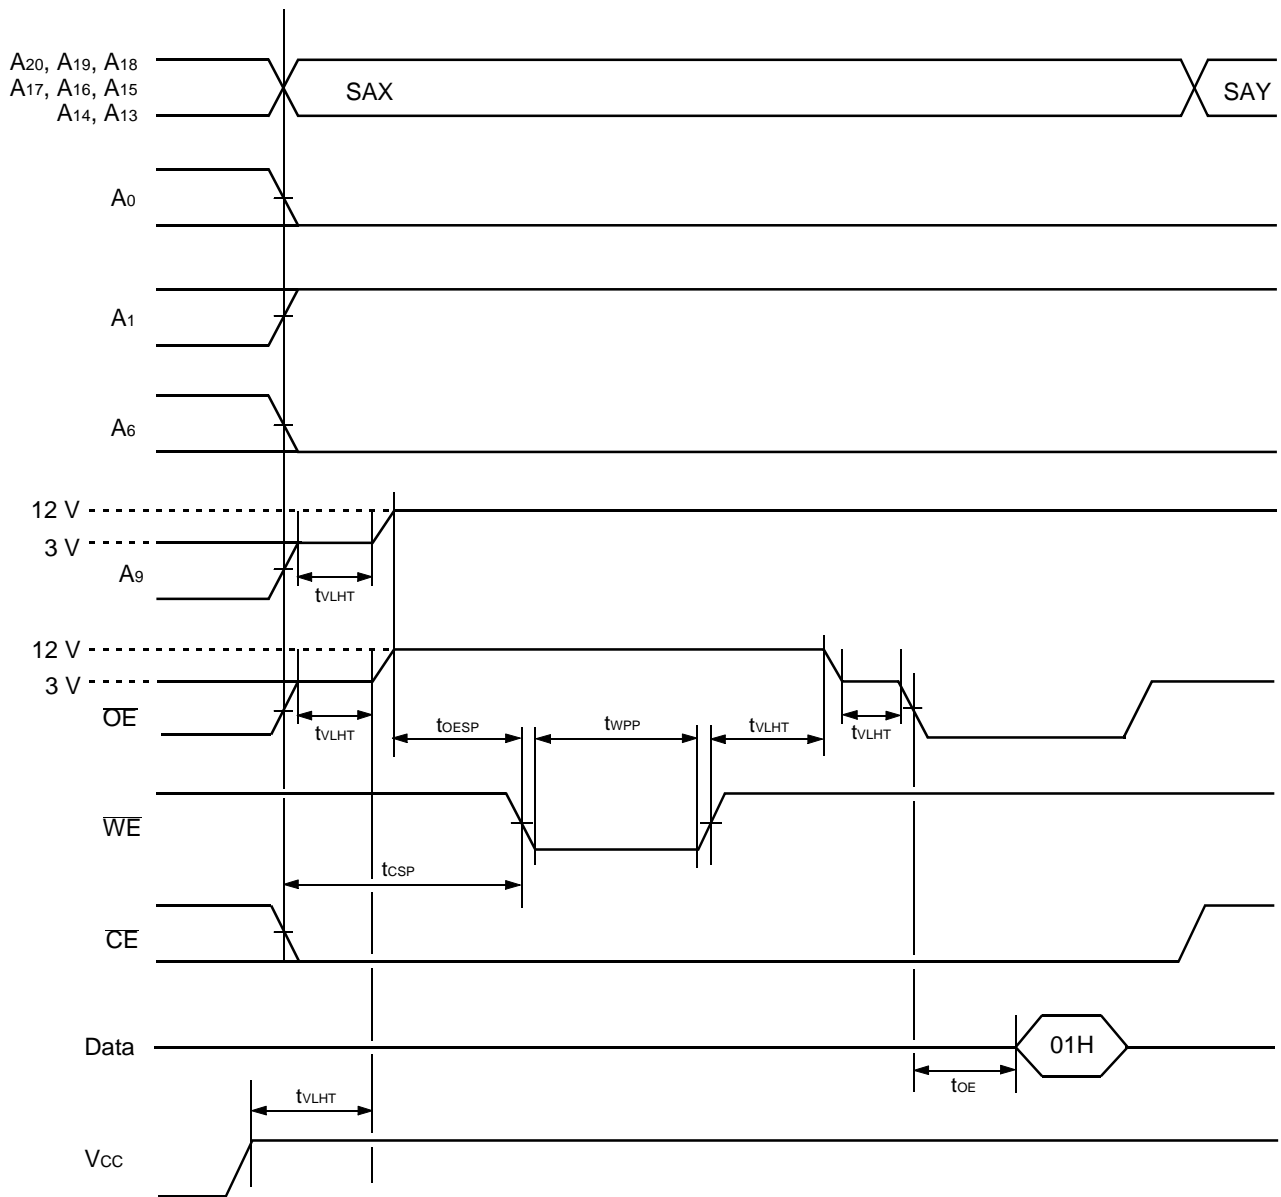 A20, A19, A18
A17, A16, A15
A14, A13
SAX
SAY
A0
A1
A6
12 V
3 V
A9
tVLHT
12 V
3 V
OE
tVLHT
tOESP
tWPP
tVLHT
tVLHT
WE
tCSP
CE
Data
01H
tOE
tVLHT
VCC